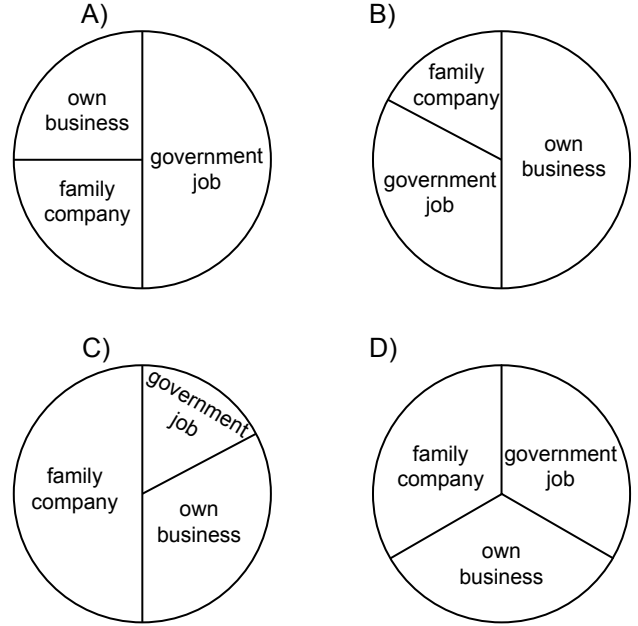 A)
own
business
government
job
family
company
B)
family
company
own
business
government
job
C)
government
job
family
company
own
business
D)
family
company
government
job
own
business